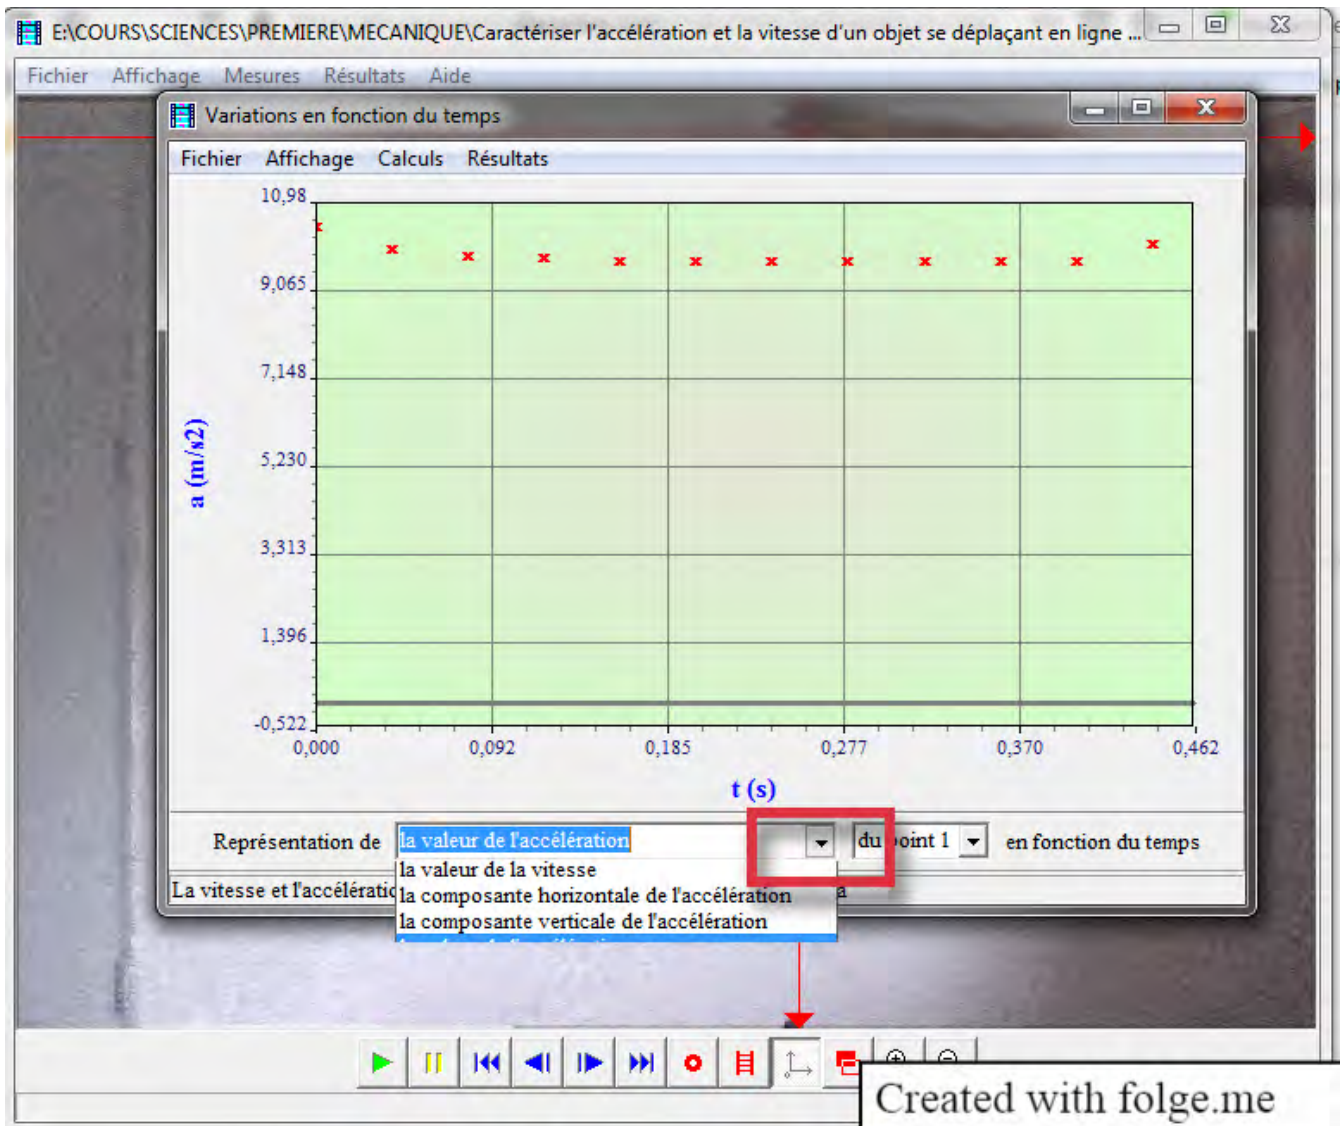 E:\COURS\SCIENCES\PREMIERE\MECANIQUE\Caractériser l'accélération et la vitesse d'un objet se déplaçant en ligne ...
Fichier Affichage Mesures Résultats Aide
Variations en fonction du temps
Fichier Affichage Calculs Résultats
10,98
9,065
7,148
5,230
3,313
1,396
-0,522
a (m/s2)
0,000 0,092 0,185 0,277 0,370 0,462
t (s)
Représentation de la valeur de l'accélération du point 1 en fonction du temps
la valeur de la vitesse
La vitesse et l'accélératio
la composante horizontale de l'accélération
la composante verticale de l'accélération
Created with folge.me